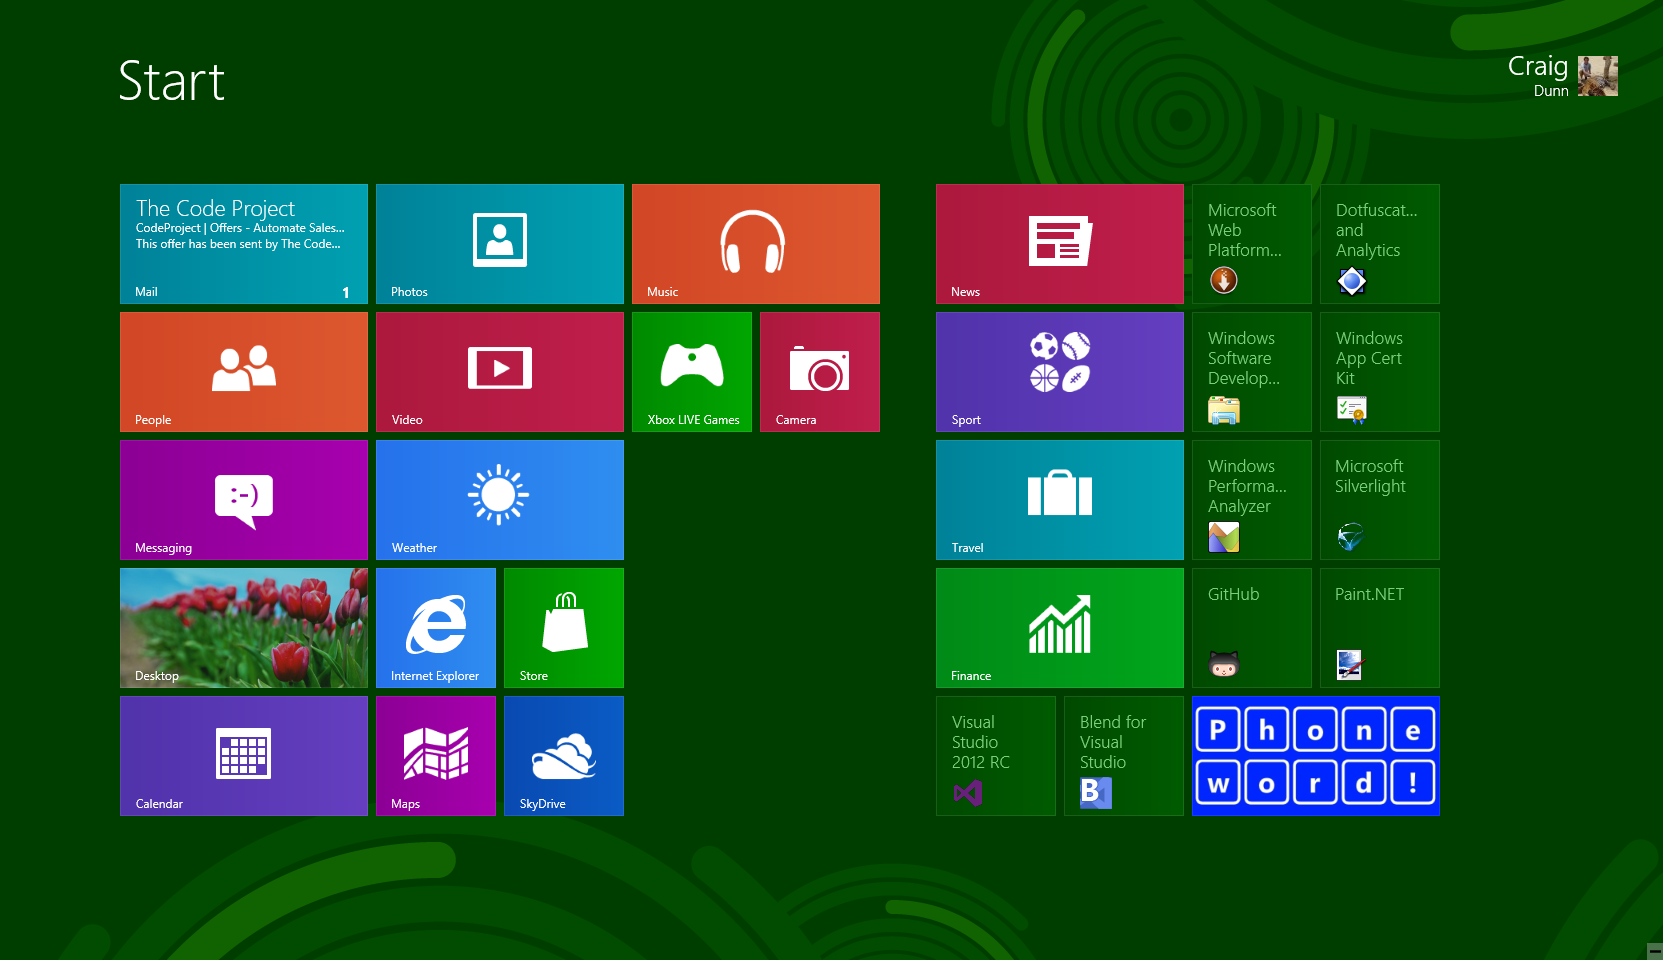 Start
Craig
Dunn
The Code Project
CodeProject | Offers - Automate Sales...
This offer has been sent by The Code...
Mail
1
Photos
Music
People
Video
Xbox LIVE Games
Camera
:-)
Messaging
Weather
Desktop
Internet Explorer
Store
Calendar
Maps
SkyDrive
News
Microsoft
Web
Platform...
Dotfuscat...
and
Analytics
Sport
Windows
Software
Develop...
Windows
App Cert
Kit
Travel
Windows
Performa...
Analyzer
Microsoft
Silverlight
Finance
GitHub
Paint.NET
Visual
Studio
2012 RC
Blend for
Visual
Studio
B
Phone
word!